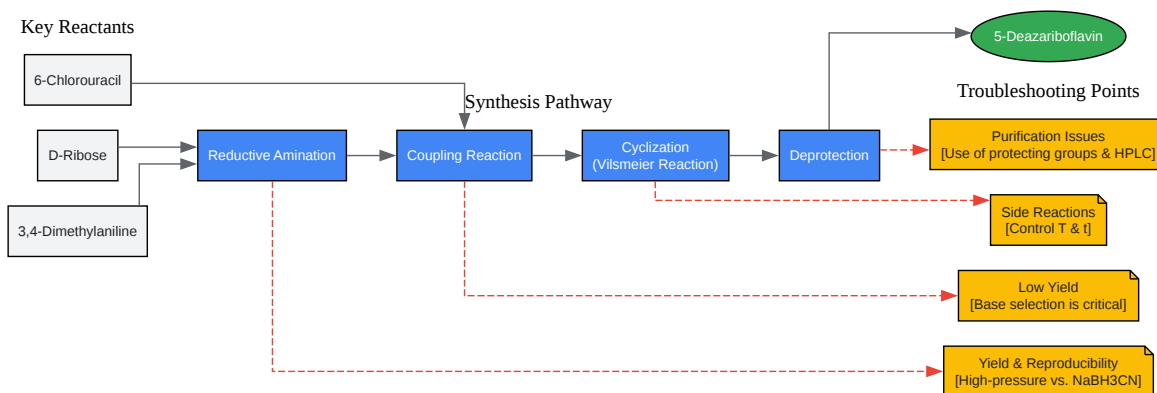 Key Reactants
5-Deazariboflavin
6-Chlorouracil
Synthesis Pathway
Troubleshooting Points
D-Ribose
Reductive Amination
Coupling Reaction
Cyclization
(Vilsmeier Reaction)
Deprotection
Purification Issues
[Use of protecting groups & HPLC]
3,4-Dimethylaniline
Side Reactions
[Control T & t]
Low Yield
[Base selection is critical]
Yield & Reproducibility
[High-pressure vs. NaBH3CN]